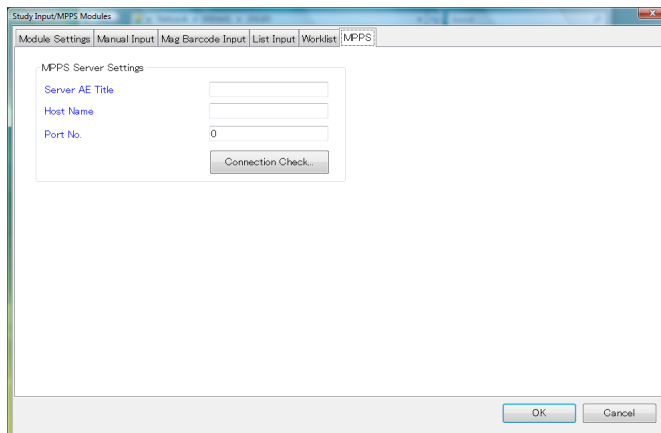 Study Input/MPPS Modules
Module Settings Manual Input Mag Barcode Input List Input Worklist MPPS
MPPS Server Settings
Server AE Title
Host Name
Port No. 0
Connection Check...
OK Cancel